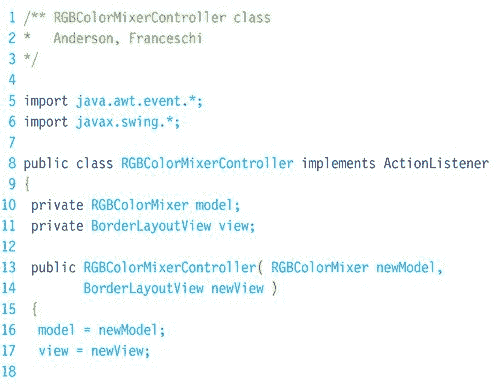 1 /** RGBColorMixerController class
2 * Anderson, Franceschi
3 */
4
5 import java.awt.event.*;
6 import javax.swing.*;
7
8 public class RGBColorMixerController implements ActionListener
9 {
10 private RGBColorMixer model;
11 private BorderLayoutView view;
12
13 public RGBColorMixerController( RGBColorMixer newModel,
14 BorderLayoutView newView )
15 {
16 model = newModel;
17 view = newView;
18